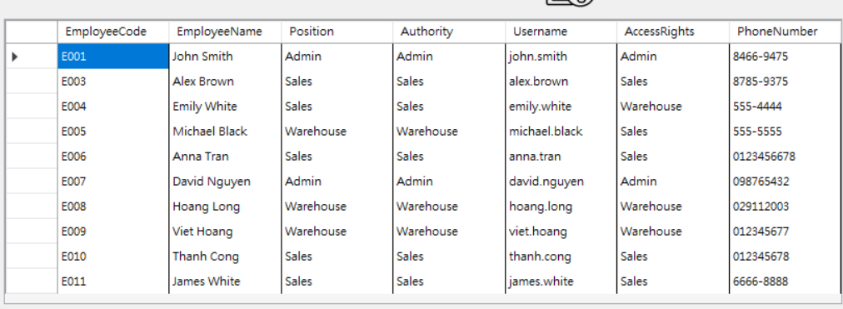 EmployeeCode EmployeeName Position Authority Username AccessRights PhoneNumber
E001 John Smith Admin Admin john.smith Admin 8466-9475
E003 Alex Brown Sales Sales alex.brown Sales 8785-9375
E004 Emily White Sales Sales emily.white Warehouse 555-4444
E005 Michael Black Warehouse Warehouse michael.black Sales 555-5555
E006 Anna Tran Sales Sales anna.tran Sales 0123456678
E007 David Nguyen Admin Admin david.nguyen Admin 098765432
E008 Hoang Long Warehouse Warehouse hoang.long Warehouse 029112003
E009 Viet Hoang Warehouse Warehouse viet.hoang Warehouse 012345677
E010 Thanh Cong Sales Sales thanh.cong Sales 012345678
E011 James White Sales Sales james.white Sales 6666-8888